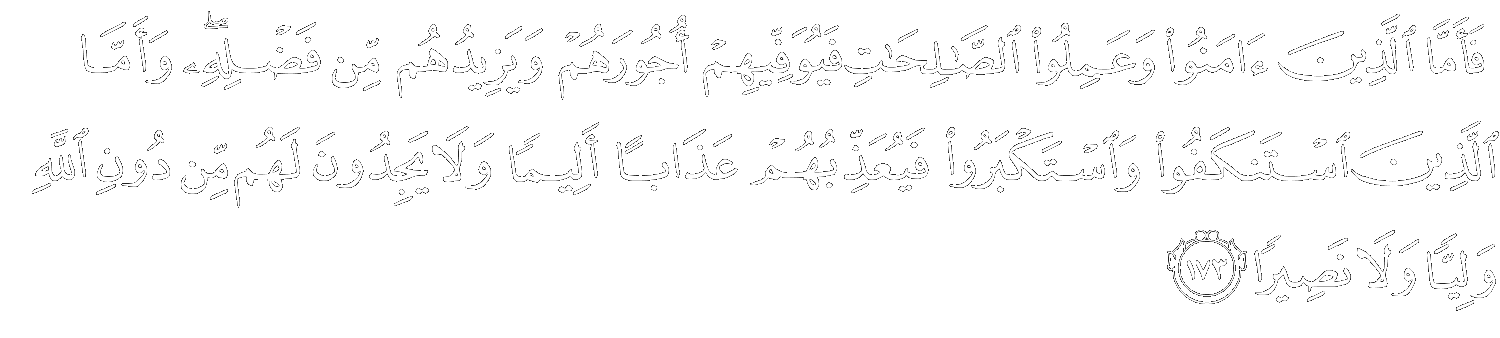 فَأَمَّا ٱلَّذِينَ ءَامَنُوا۟ وَعَمِلُوا۟ ٱلصَّـٰلِحَـٰتِ فَيُوَفِّيهِمْ أُجُورَهُمْ وَيَزِيدُهُم مِّن فَضْلِهِۦۖ وَأَمَّا
ٱلَّذِينَ ٱسْتَنكَفُوا۟ وَٱسْتَكْبَرُوا۟ فَيُعَذِّبُهُمْ عَذَابًا أَلِيمًا وَلَا يَجِدُونَ لَهُم مِّن دُونِ ٱللَّهِ
وَلِيًّا وَلَا نَصِيرًا ١٧٣